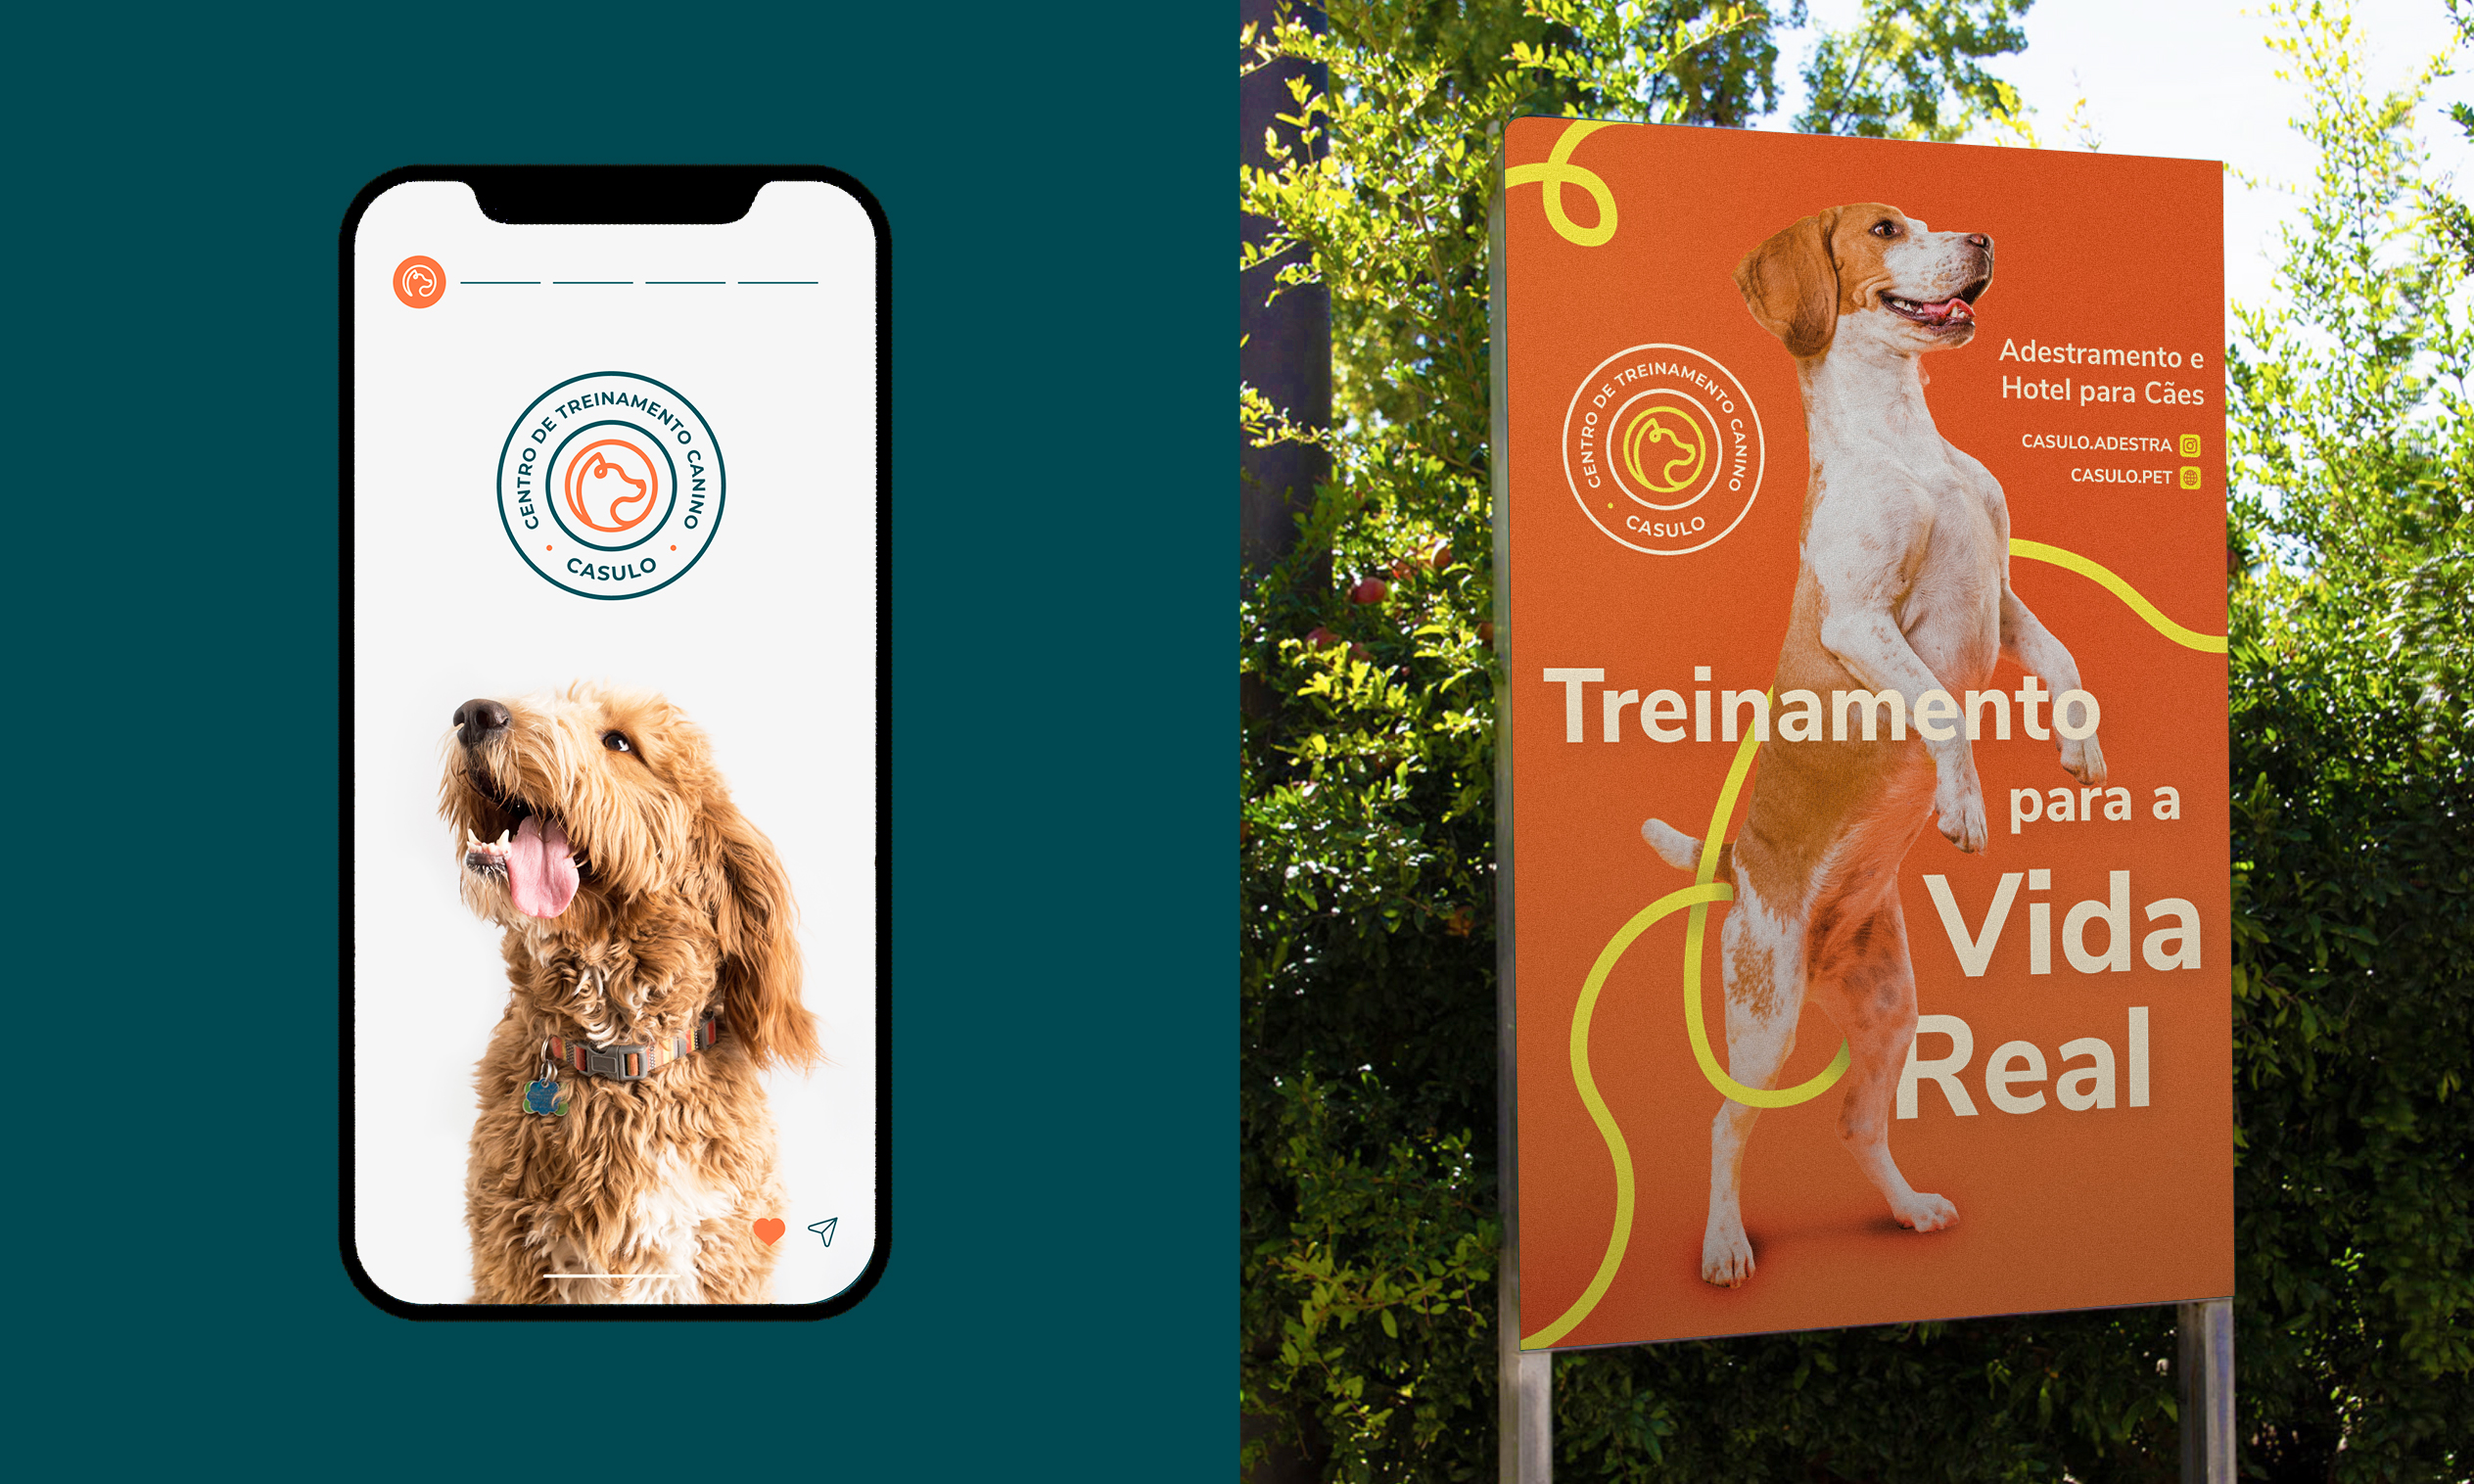 CENTRO DE TREINAMENTO CANINO
CASULO
Adestramento e
Hotel para Cães
CASULO.ADESTRA
CASULO.PET
CENTRO DE TREINAMENTO CANINO
CASULO
Treinamento
para a
Vida
Real